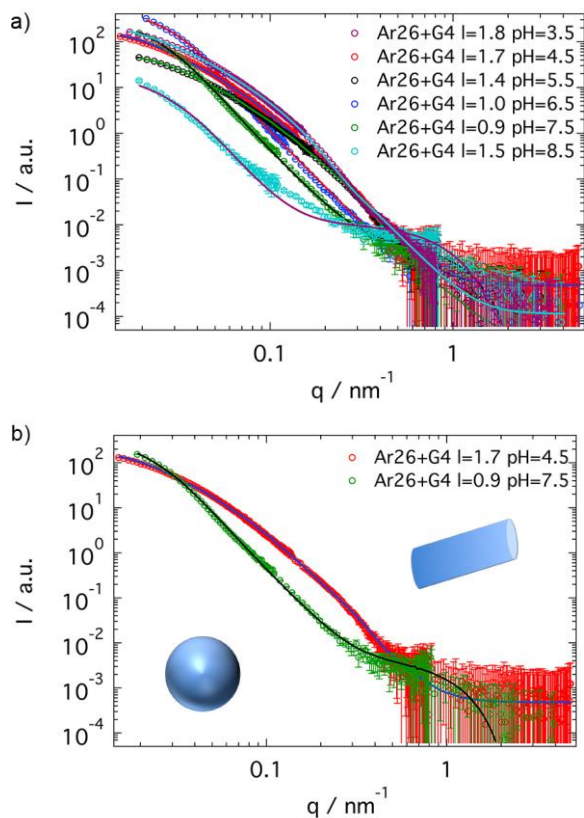 a)
10²
10¹
10⁰
10⁻¹
10⁻²
10⁻³
10⁻⁴
I / a.u.
Ar26+G4 l=1.8 pH=3.5
Ar26+G4 l=1.7 pH=4.5
Ar26+G4 l=1.4 pH=5.5
Ar26+G4 l=1.0 pH=6.5
Ar26+G4 l=0.9 pH=7.5
Ar26+G4 l=1.5 pH=8.5
0.1
1
q / nm⁻¹
b)
10²
10¹
10⁰
10⁻¹
10⁻²
10⁻³
10⁻⁴
I / a.u.
Ar26+G4 l=1.7 pH=4.5
Ar26+G4 l=0.9 pH=7.5
0.1
1
q / nm⁻¹